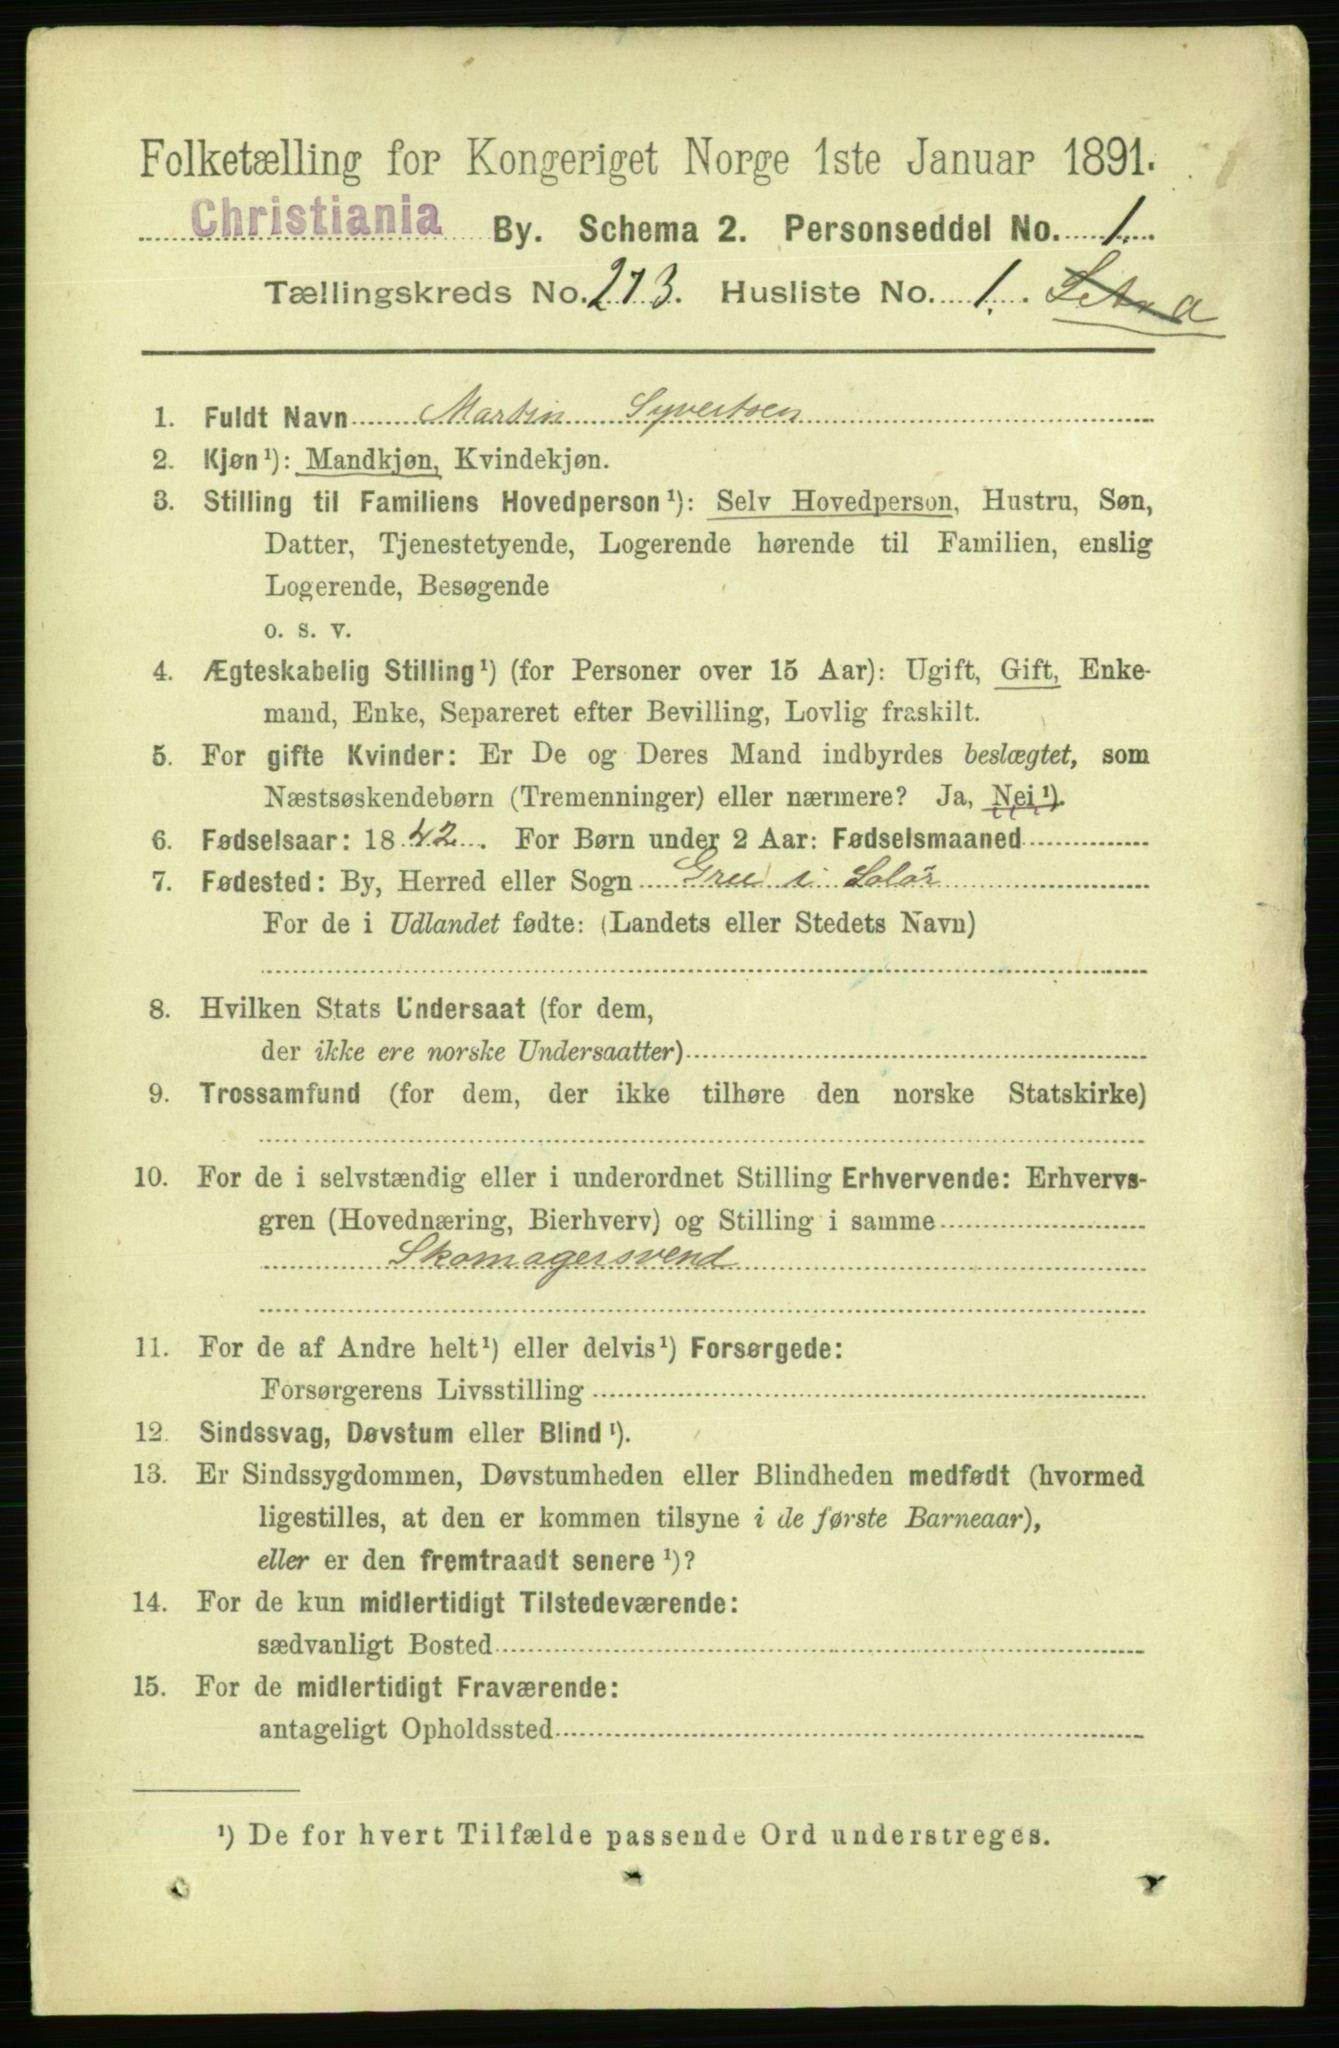 Folketælling for Kongeriget Norge 1ste Januar 1891.
Christiania By. Schema 2. Personseddel No. 1.
Tællingskreds No. 273. Husliste No. 1.
1. Fuldt Navn Martin Syvertsen
2. Kjøn¹): Mandkjøn, Kvindekjøn.
3. Stilling til Familiens Hovedperson¹): Selv Hovedperson, Hustru, Søn,
Datter, Tjenestetyende, Logerende hørende til Familien, enslig
Logerende, Besøgende
o. s. v.
4. Ægteskabelig Stilling¹) (for Personer over 15 Aar): Ugift, Gift, Enke-
mand, Enke, Separeret efter Bevilling, Lovlig fraskilt.
5. For gifte Kvinder: Er De og Deres Mand indbyrdes beslægtet, som
Næstsøskendebørn (Tremenninger) eller nærmere? Ja, Nei¹).
6. Fødselsaar: 1842. For Børn under 2 Aar: Fødselsmaaned
7. Fødested: By, Herred eller Sogn Grue i Solör
For de i Udlandet fødte: (Landets eller Stedets Navn)
8. Hvilken Stats Undersaat (for dem,
der ikke ere norske Undersaatter)
9. Trossamfund (for dem, der ikke tilhøre den norske Statskirke)
10. For de i selvstændig eller i underordnet Stilling Erhvervende: Erhvervs-
gren (Hovednæring, Bierhverv) og Stilling i samme
Skomagersvend
11. For de af Andre helt¹) eller delvis¹) Forsørgede:
Forsørgerens Livsstilling
12. Sindssvag, Døvstum eller Blind¹).
13. Er Sindssygdommen, Døvstumheden eller Blindheden medfødt (hvormed
ligestilles, at den er kommen tilsyne i de første Barneaar),
eller er den fremtraadt senere¹)?
14. For de kun midlertidigt Tilstedeværende:
sædvanligt Bosted
15. For de midlertidigt Fraværende:
antageligt Opholdssted
¹) De for hvert Tilfælde passende Ord understreges.